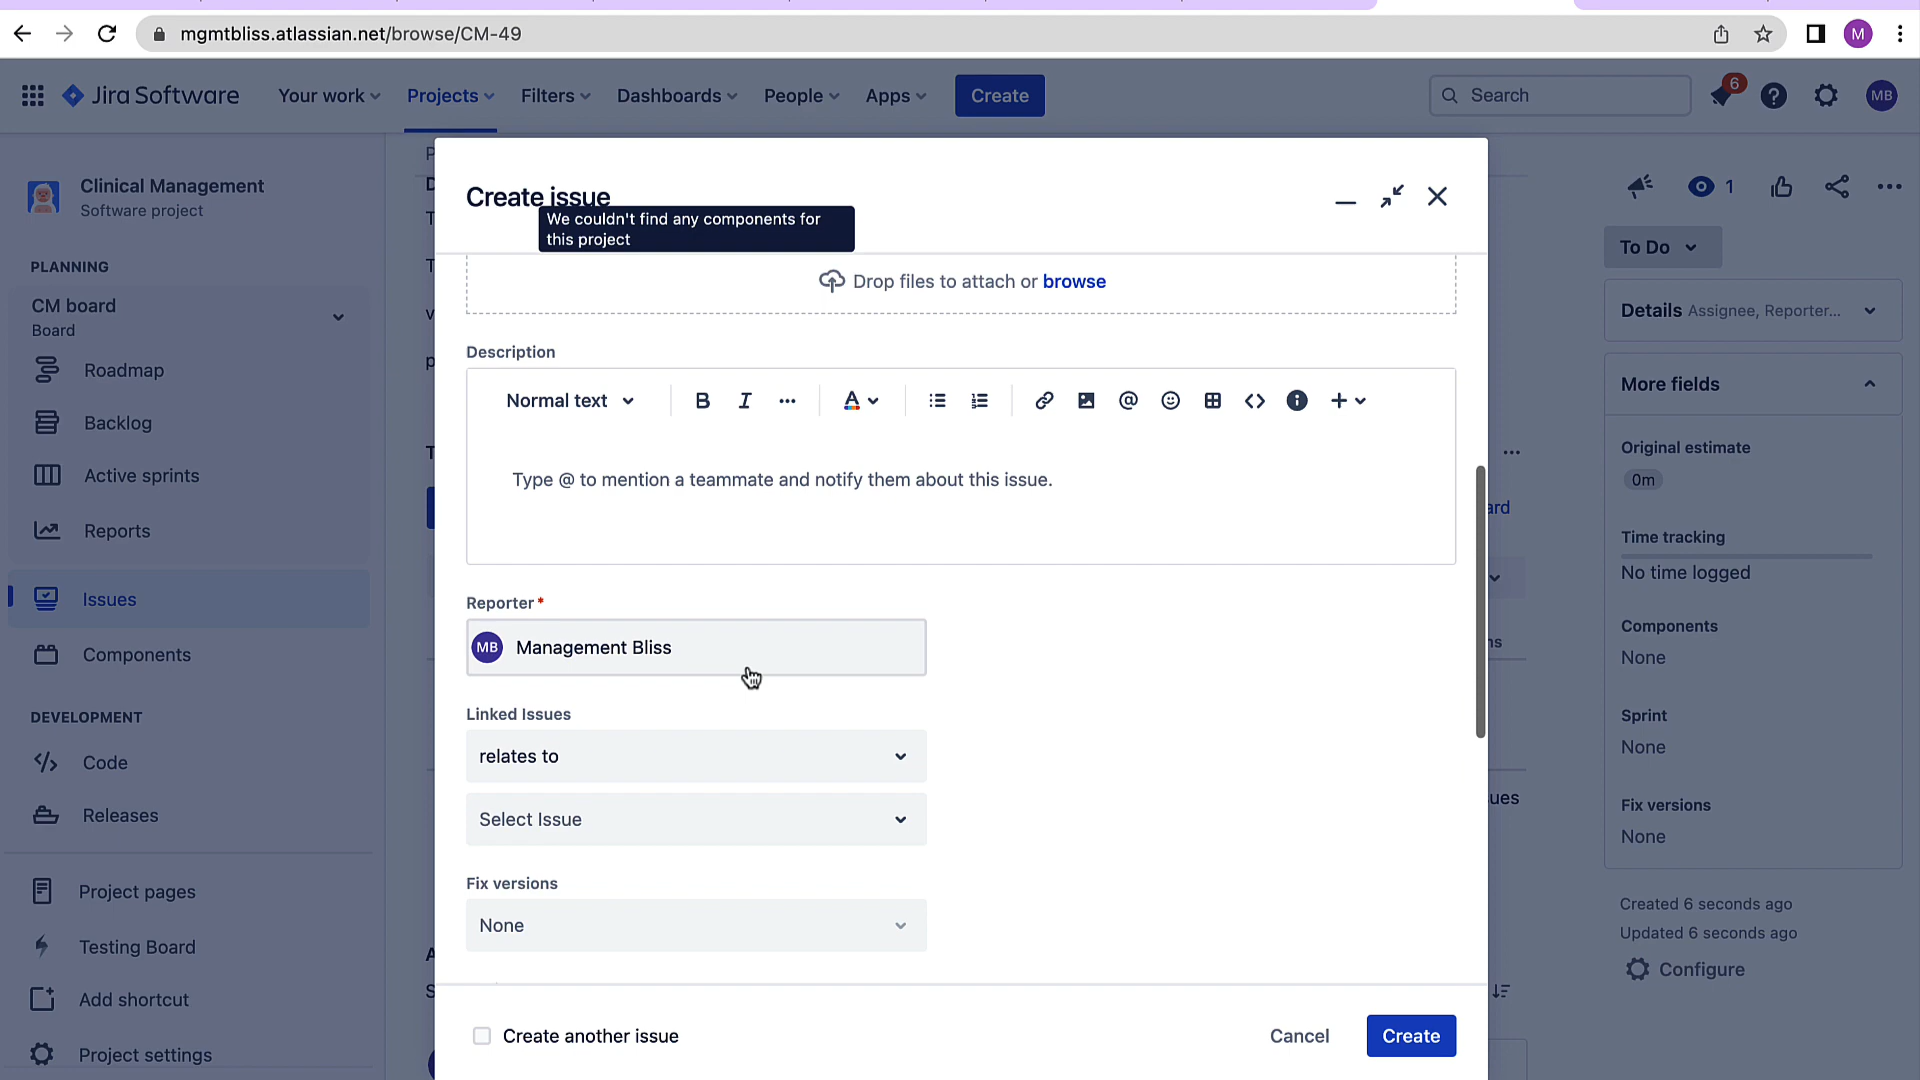 mgmtbliss.atlassian.net/browse/CM-49
M
Jira Software
Your work
Projects
Filters
Dashboards
People
Apps
Create
Search
6
MB
Clinical Management
Software project
PLANNING
CM board
Board
Roadmap
Backlog
Active sprints
Reports
Issues
Components
DEVELOPMENT
Code
Releases
Project pages
Testing Board
Add shortcut
Project settings
Create issue
We couldn't find any components for
this project
Drop files to attach or browse
Description
Normal text
Type @ to mention a teammate and notify them about this issue.
Reporter*
MB Management Bliss
Linked Issues
relates to
Select Issue
Fix versions
None
Create another issue
Cancel
Create
1
To Do
Details Assignee, Reporter...
More fields
Original estimate
0m
Time tracking
No time logged
Components
None
Sprint
None
Fix versions
None
Created 6 seconds ago
Updated 6 seconds ago
Configure